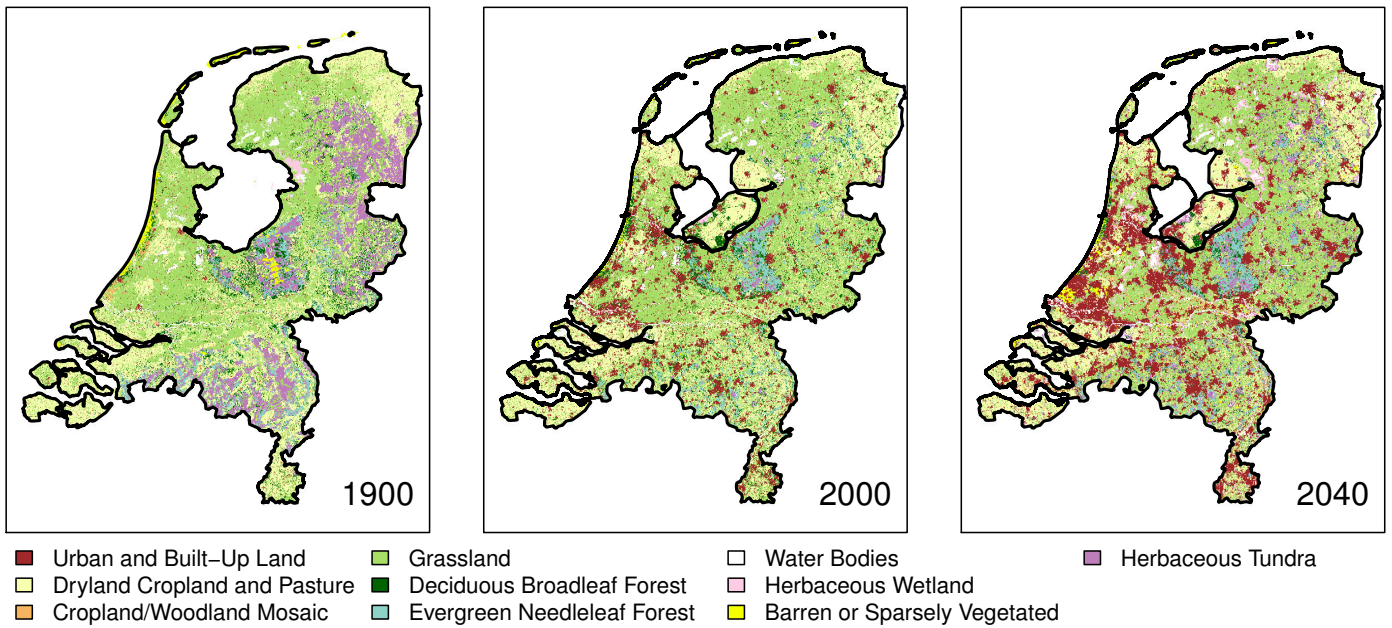 1900
2000
2040
Urban and Built−Up Land
Dryland Cropland and Pasture
Cropland/Woodland Mosaic
Grassland
Deciduous Broadleaf Forest
Evergreen Needleleaf Forest
Water Bodies
Herbaceous Wetland
Barren or Sparsely Vegetated
Herbaceous Tundra